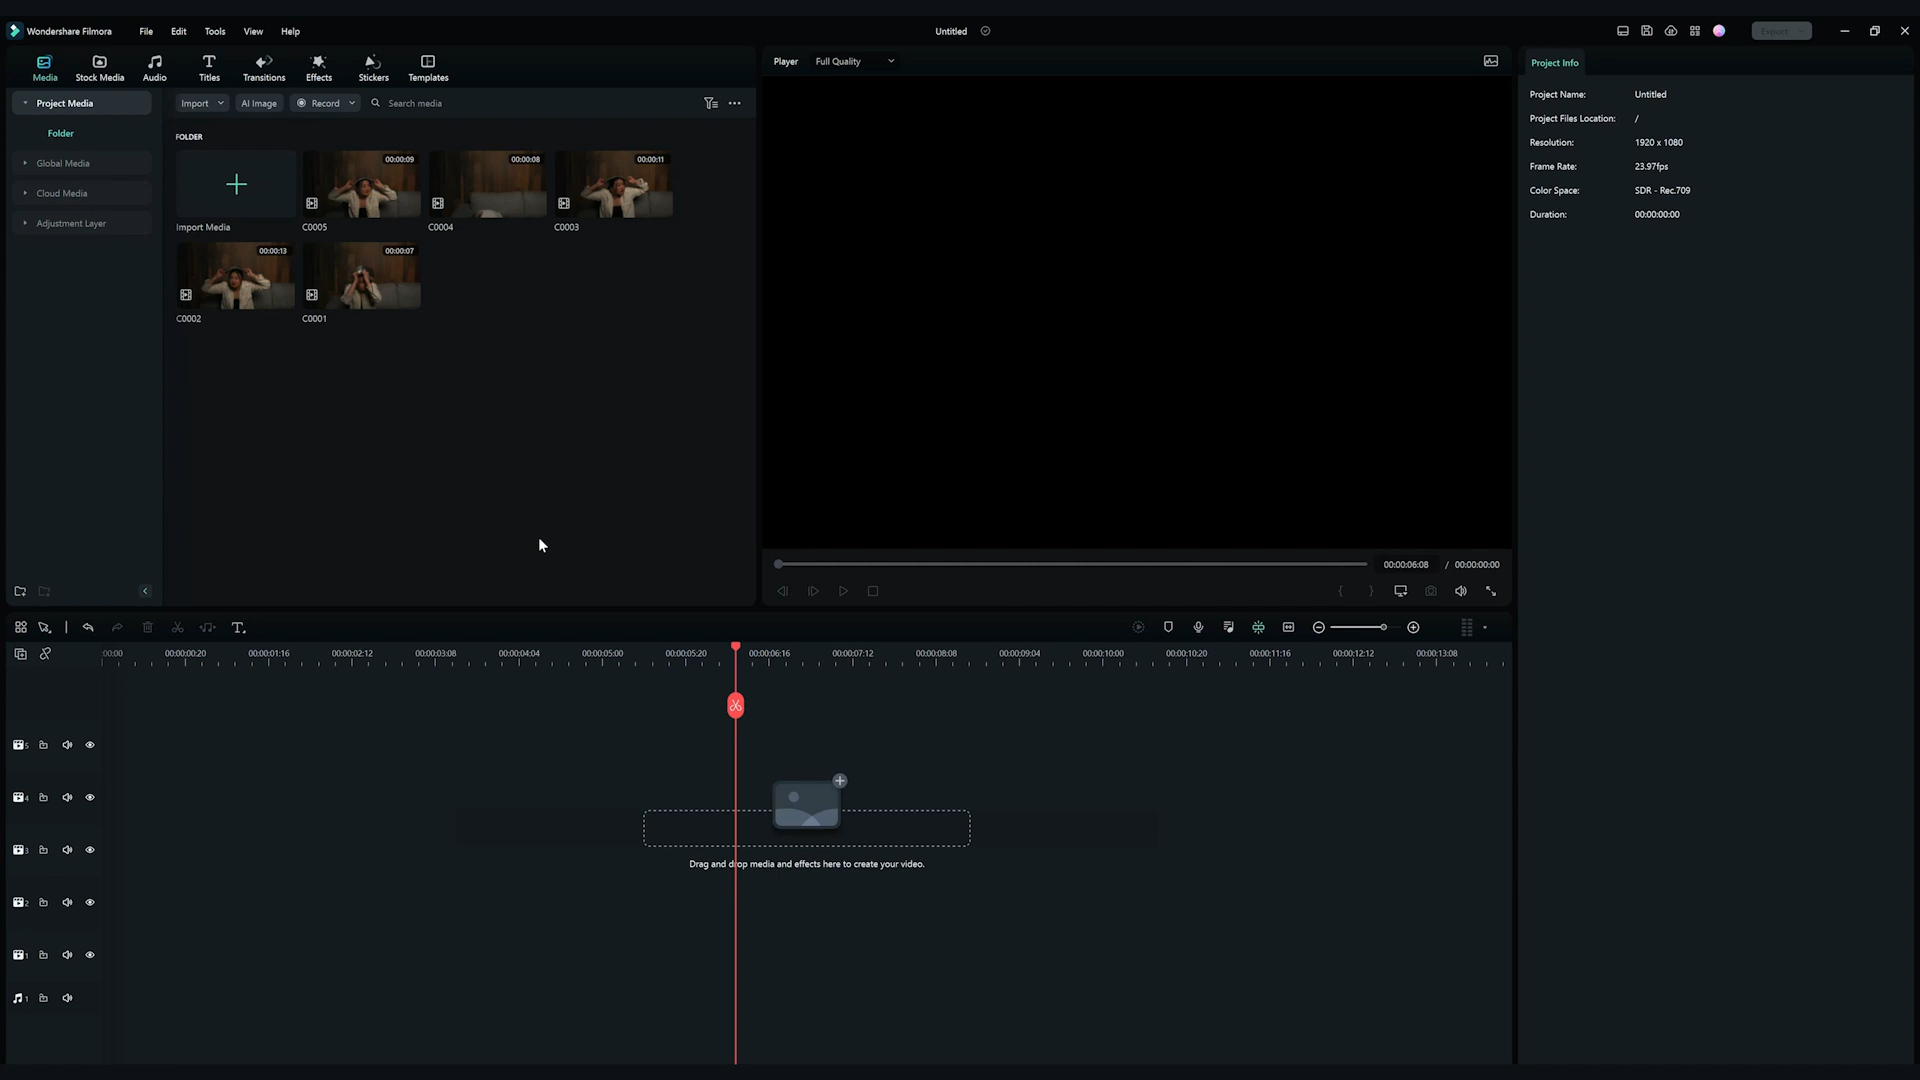 Wondershare Filmora File Edit Tools View Help Untitled Export
Media Stock Media Audio Titles Transitions Effects Stickers Templates
Player Full Quality
Project Info
Project Media
Folder
Global Media
Cloud Media
Adjustment Layer
Import AI Image Record Search media
FOLDER
00:00:09 00:00:08 00:00:11
Import Media C0005 C0004 C0003
00:00:13 00:00:07
C0002 C0001
00:00:06:08 / 00:00:00:00
Project Name: Untitled
Project Files Location: /
Resolution: 1920 x 1080
Frame Rate: 23.97fps
Color Space: SDR - Rec.709
Duration: 00:00:00:00
:00:00 00:00:00:20 00:00:01:16 00:00:02:12 00:00:03:08 00:00:04:04 00:00:05:00 00:00:05:20 00:00:06:16 00:00:07:12 00:00:08:08 00:00:09:04 00:00:10:00 00:00:10:20 00:00:11:16 00:00:12:12 00:00:13:08
5
4
3
2
1
1
Drag and drop media and effects here to create your video.